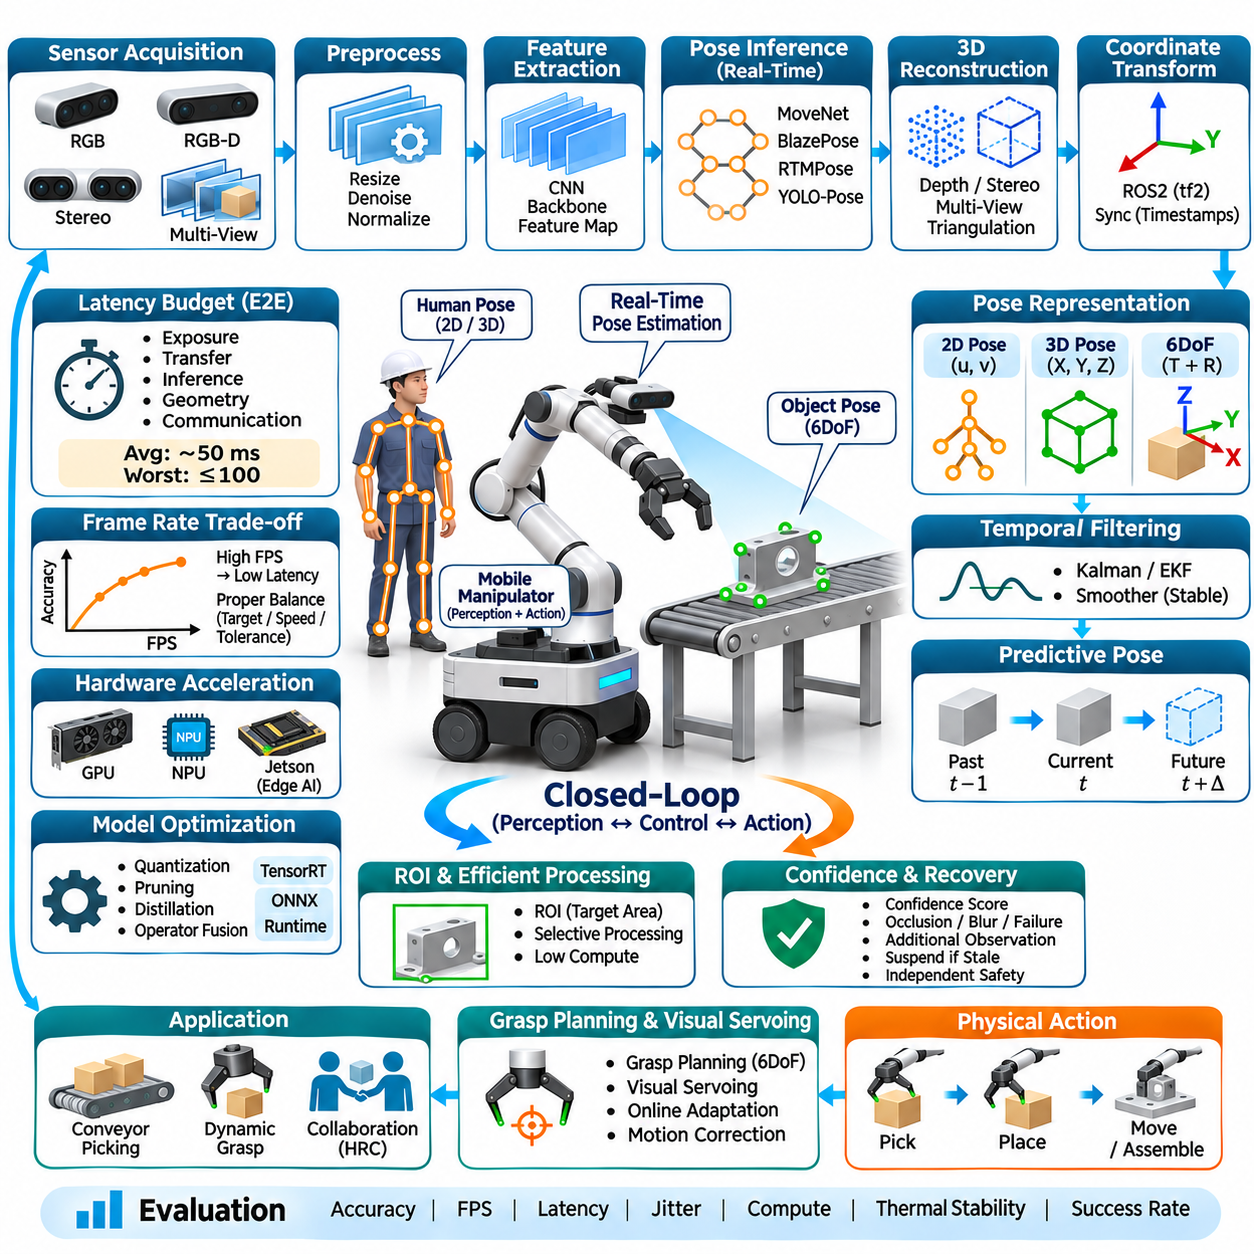 Sensor Acquisition
RGB
RGB-D
Stereo
Multi-View
Preprocess
Resize
Denoise
Normalize
Feature
Extraction
CNN
Backbone
Feature Map
Pose Inference
(Real-Time)
MoveNet
BlazePose
RTMPose
YOLO-Pose
3D
Reconstruction
Depth / Stereo
Multi-View
Triangulation
Coordinate
Transform
Y
ROS2 (tf2)
Sync (Timestamps)
Latency Budget (E2E)
• Exposure
• Transfer
• Inference
• Geometry
• Communication
Avg: ~50 ms
Worst: ≤100
Frame Rate Trade-off
Accuracy
FPS
High FPS
→ Low Latency
Proper Balance
(Target / Speed /
Tolerance)
Hardware Acceleration
GPU
NPU
NPU
Jetson
(Edge AI)
Model Optimization
• Quantization
• Pruning
• Distillation
• Operator Fusion
TensorRT
ONNX
Runtime
Human Pose
(2D / 3D)
Real-Time
Pose Estimation
Object Pose
(6DoF)
Mobile
Manipulator
(Perception + Action)
Closed-Loop
(Perception ↔ Control ↔ Action)
Pose Representation
2D Pose
(u, v)
3D Pose
(X, Y, Z)
6DoF
(T + R)
Z
Y
X
Temporal Filtering
• Kalman / EKF
• Smoother (Stable)
Predictive Pose
Past
t−1
Current
t
Future
t+Δ
ROI & Efficient Processing
• ROI (Target Area)
• Selective Processing
• Low Compute
Confidence & Recovery
• Confidence Score
• Occlusion / Blur / Failure
• Additional Observation
• Suspend if Stale
• Independent Safety
Application
Conveyor
Picking
Dynamic
Grasp
Collaboration
(HRC)
Grasp Planning & Visual Servoing
• Grasp Planning (6DoF)
• Visual Servoing
• Online Adaptation
• Motion Correction
Physical Action
Pick
Place
Move
/ Assemble
Evaluation
Accuracy | FPS | Latency | Jitter | Compute | Thermal Stability | Success Rate